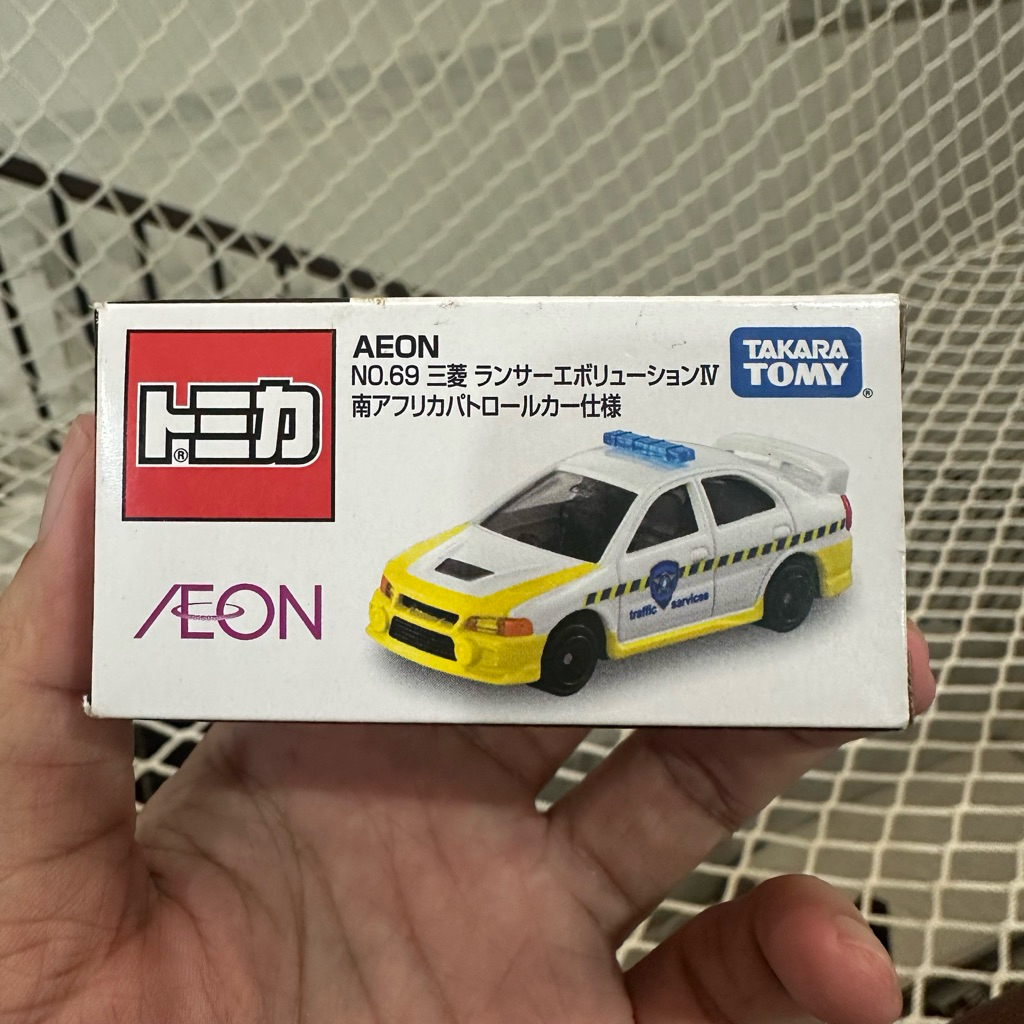 トミカ®
AEON
NO.69 三菱 ランサーエボリューションⅣ
南アフリカパトロールカー仕様
TAKARA
TOMY®
traffic services
ÆON